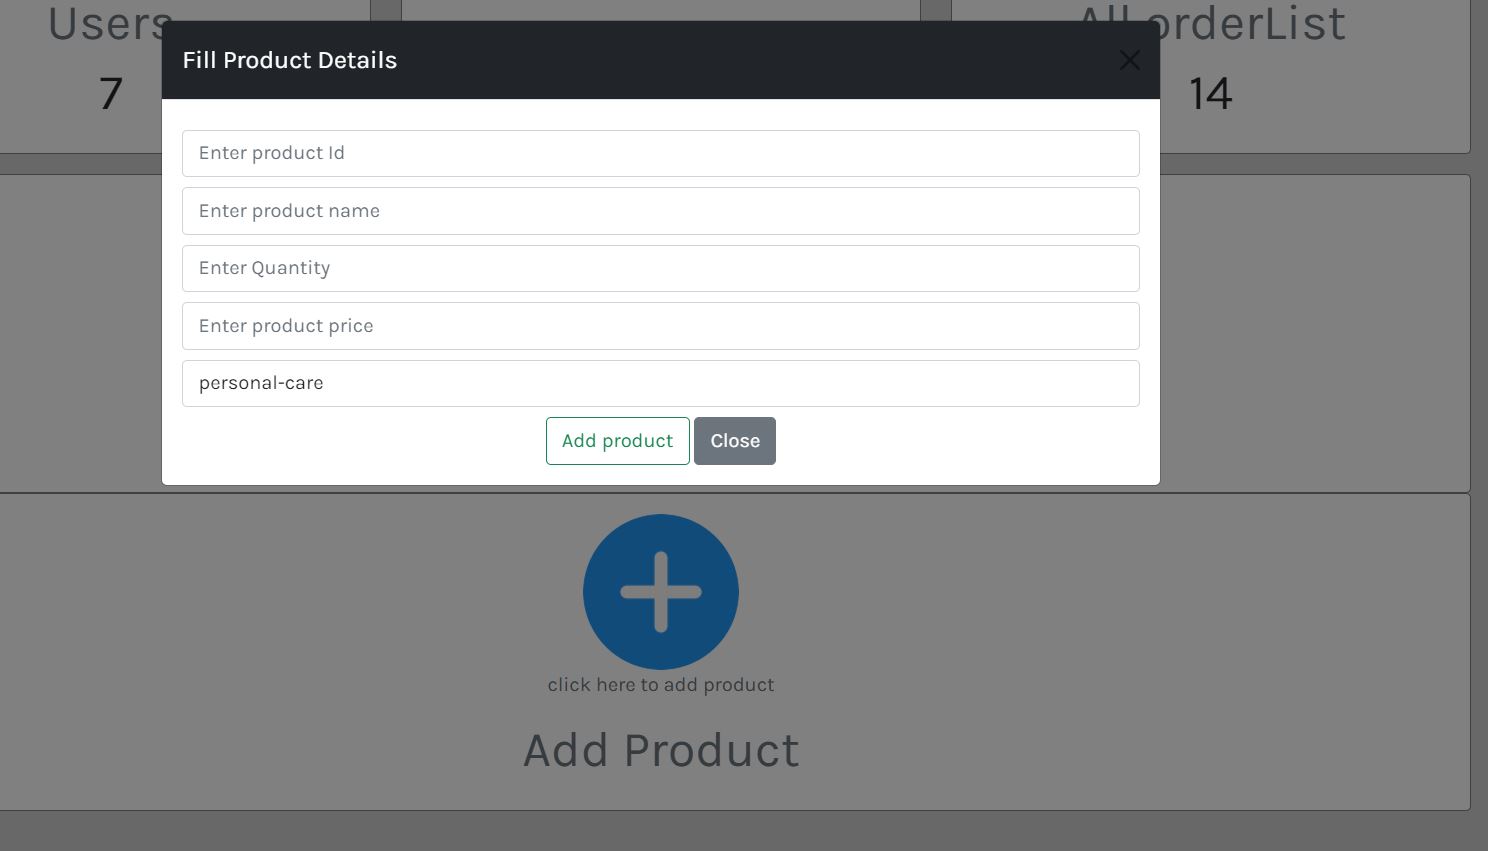 Users
All orderList
7
14
Fill Product Details
Enter product Id
Enter product name
Enter Quantity
Enter product price
personal-care
Add product
Close
click here to add product
Add Product